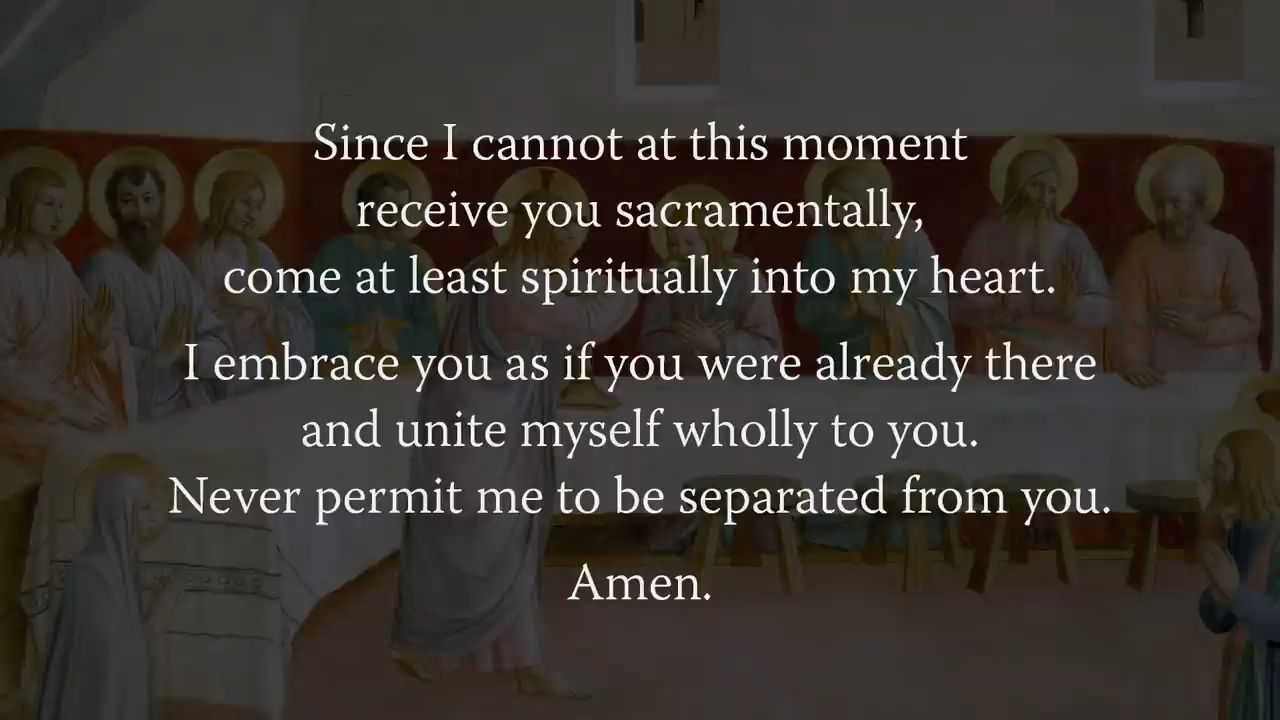 Since I cannot at this moment
receive you sacramentally,
come at least spiritually into my heart.
I embrace you as if you were already there
and unite myself wholly to you.
Never permit me to be separated from you.
Amen.